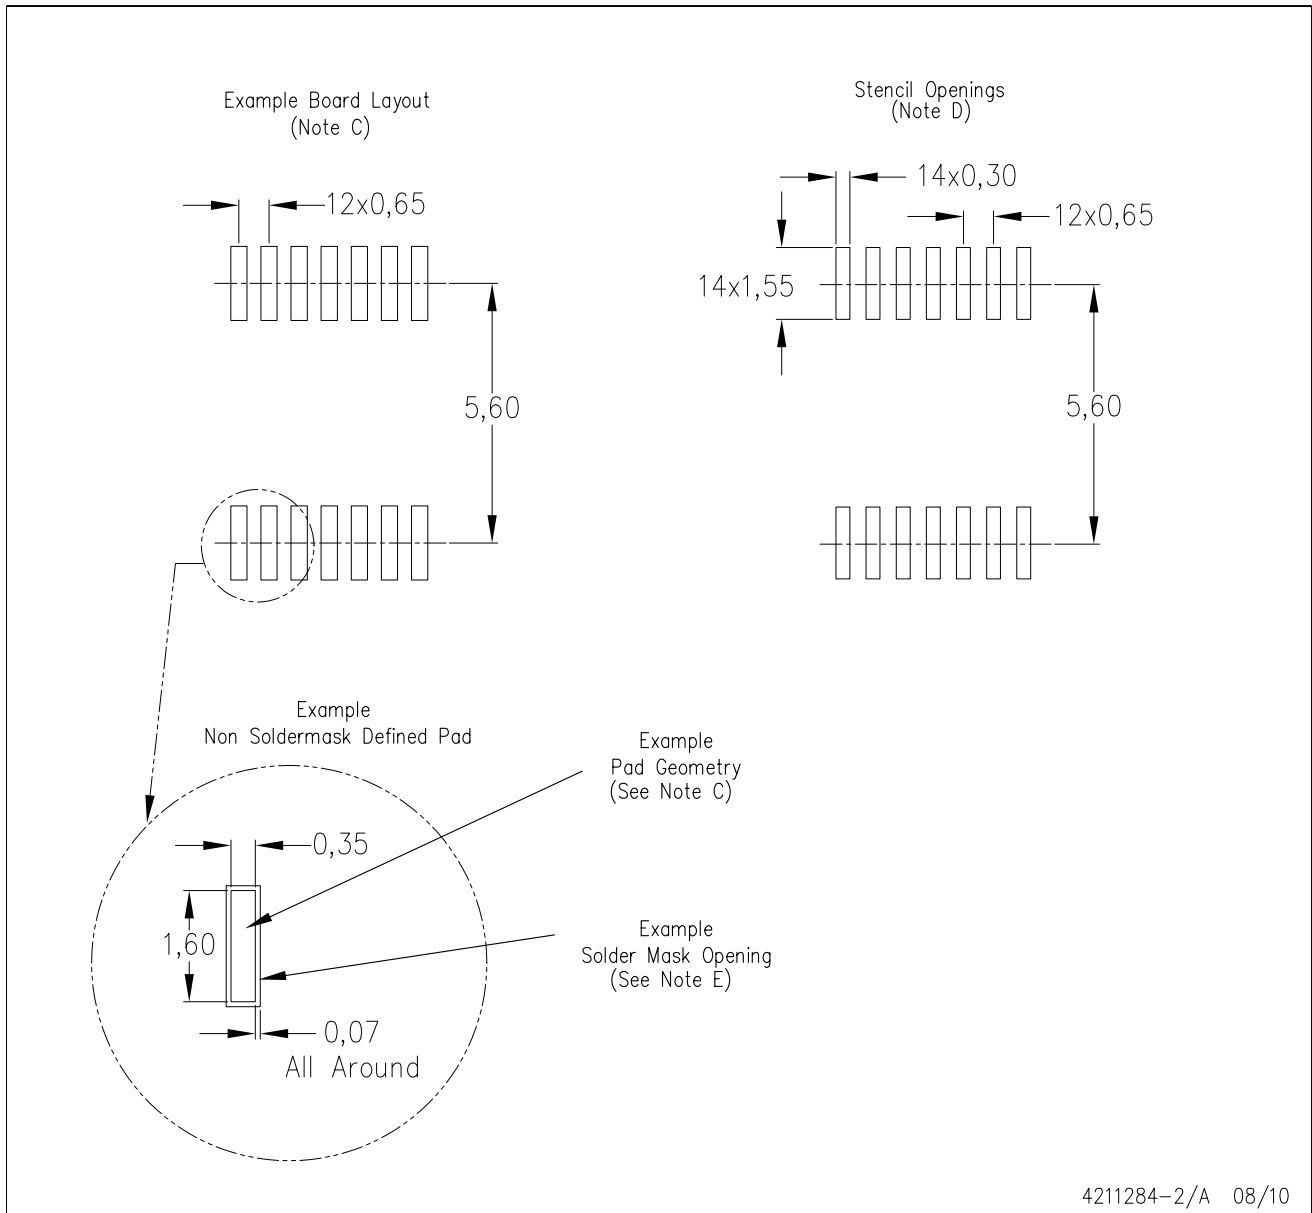 Example Board Layout
(Note C)
Stencil Openings
(Note D)
12x0,65
14x0,30
12x0,65
14x1,55
5,60
5,60
Example
Non Soldermask Defined Pad
Example
Pad Geometry
(See Note C)
0,35
1,60
Example
Solder Mask Opening
(See Note E)
0,07
All Around
4211284-2/A 08/10